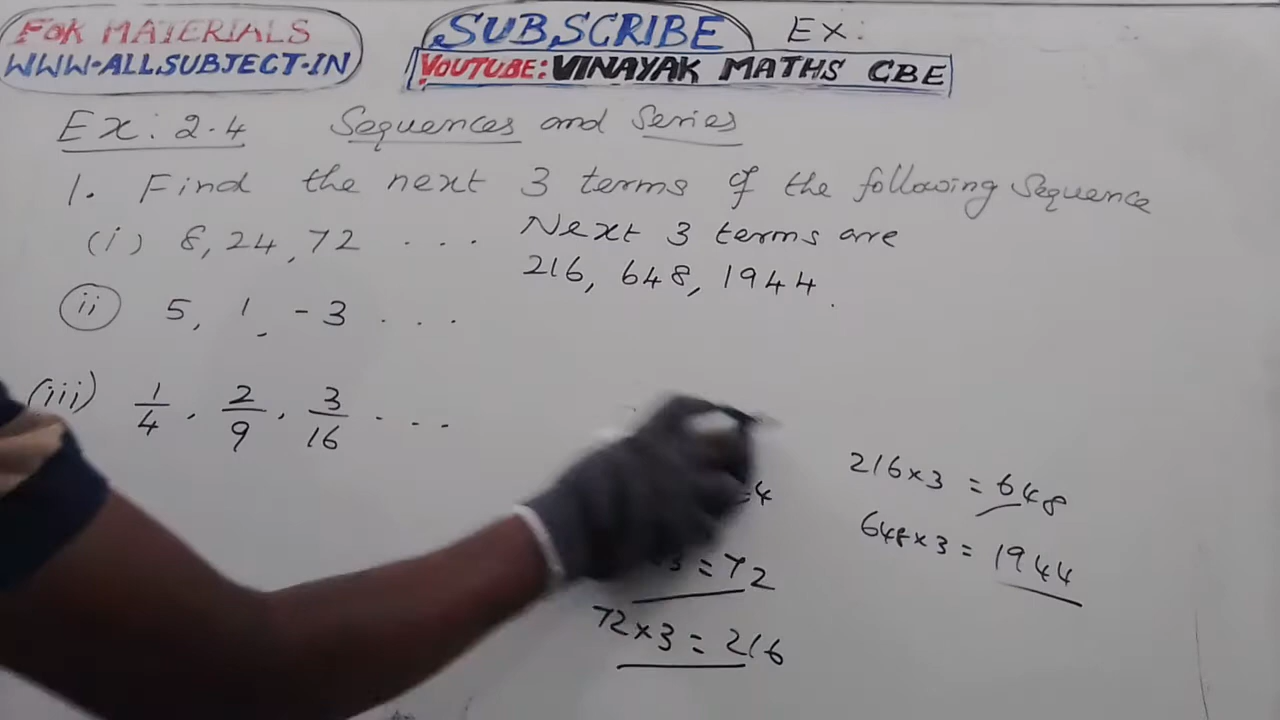 FOR MATERIALS
WWW.ALLSUBJECT.IN
SUBSCRIBE EX:
YOUTUBE: VINAYAK MATHS CBE
Ex: 2.4 Sequences and Series
1. Find the next 3 terms of the following Sequence
(i) 8, 24, 72 . . . Next 3 terms are
216, 648, 1944.
(ii) 5, 1, -3 . . .
(iii) 1/4, 2/9, 3/16 . . .
216×3 = 648
648×3 = 1944
=72
72×3 = 216